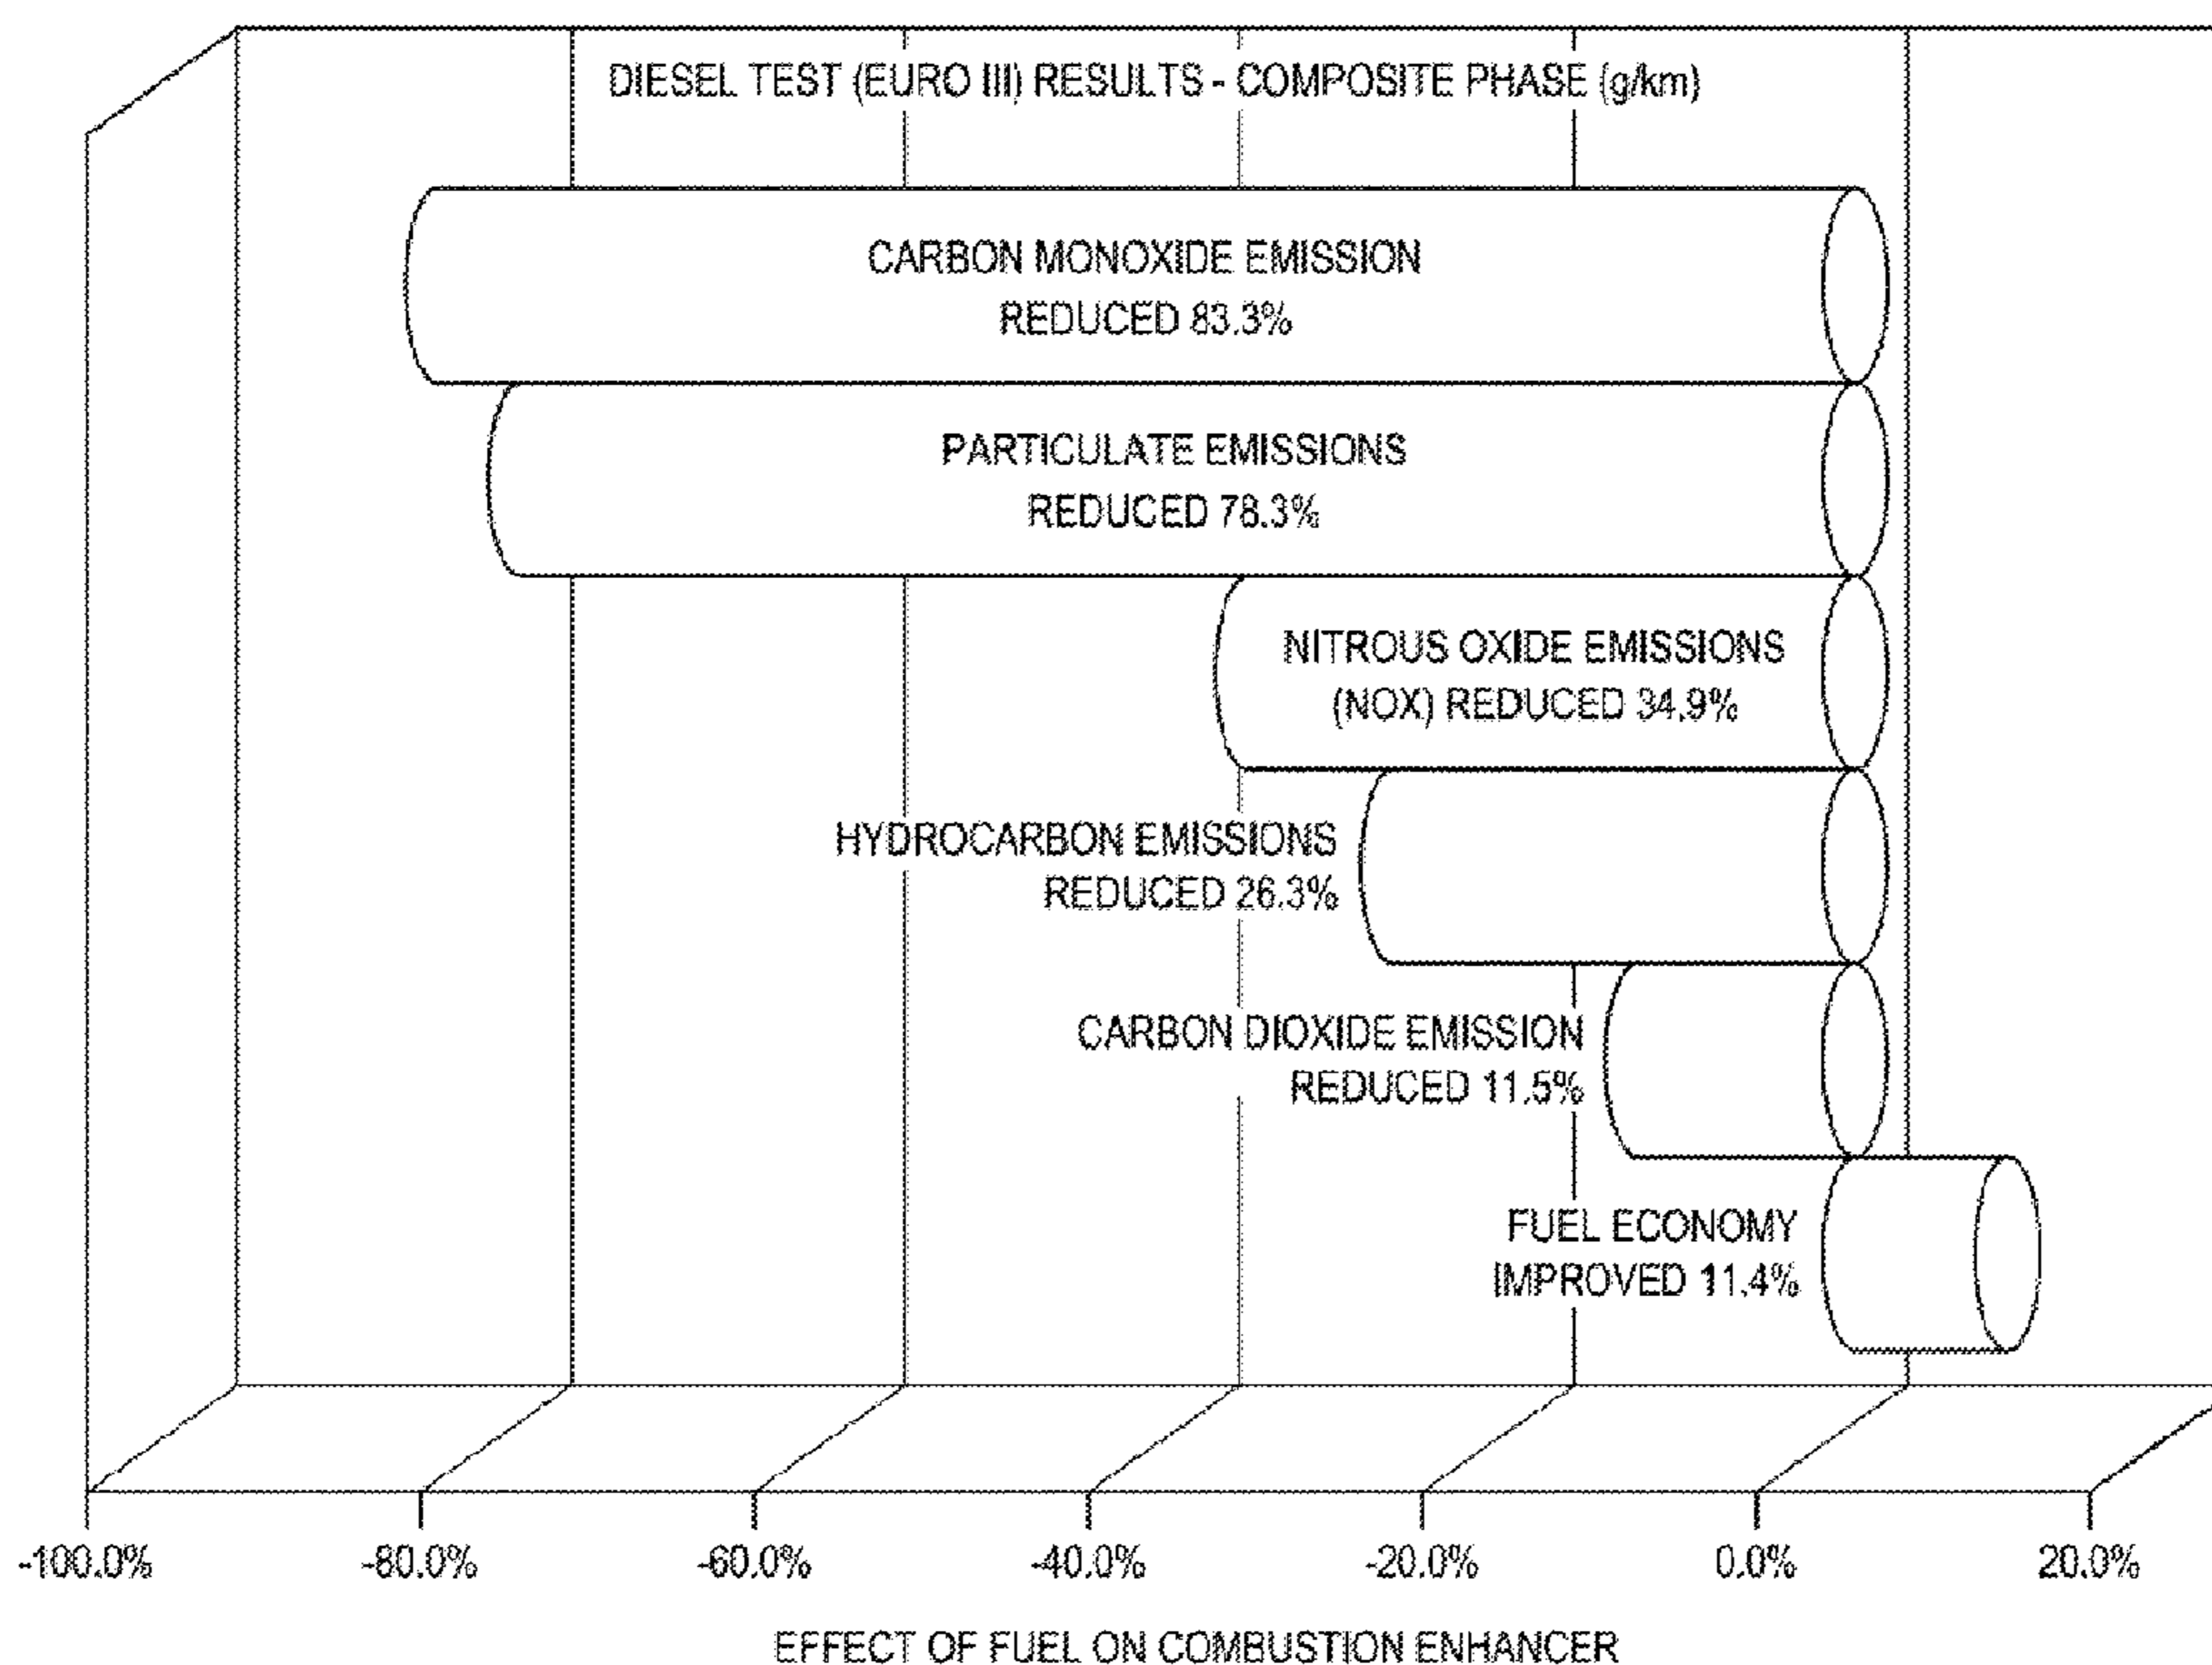 DIESEL TEST (EURO III) RESULTS - COMPOSITE PHASE (g/km)
CARBON MONOXIDE EMISSION
REDUCED 83.3%
PARTICULATE EMISSIONS
REDUCED 78.3%
NITROUS OXIDE EMISSIONS
(NOX) REDUCED 34.9%
HYDROCARBON EMISSIONS
REDUCED 26.3%
CARBON DIOXIDE EMISSION
REDUCED 11.5%
FUEL ECONOMY
IMPROVED 11.4%
-100.0% -80.0% -60.0% -40.0% -20.0% 0.0% 20.0%
EFFECT OF FUEL ON COMBUSTION ENHANCER